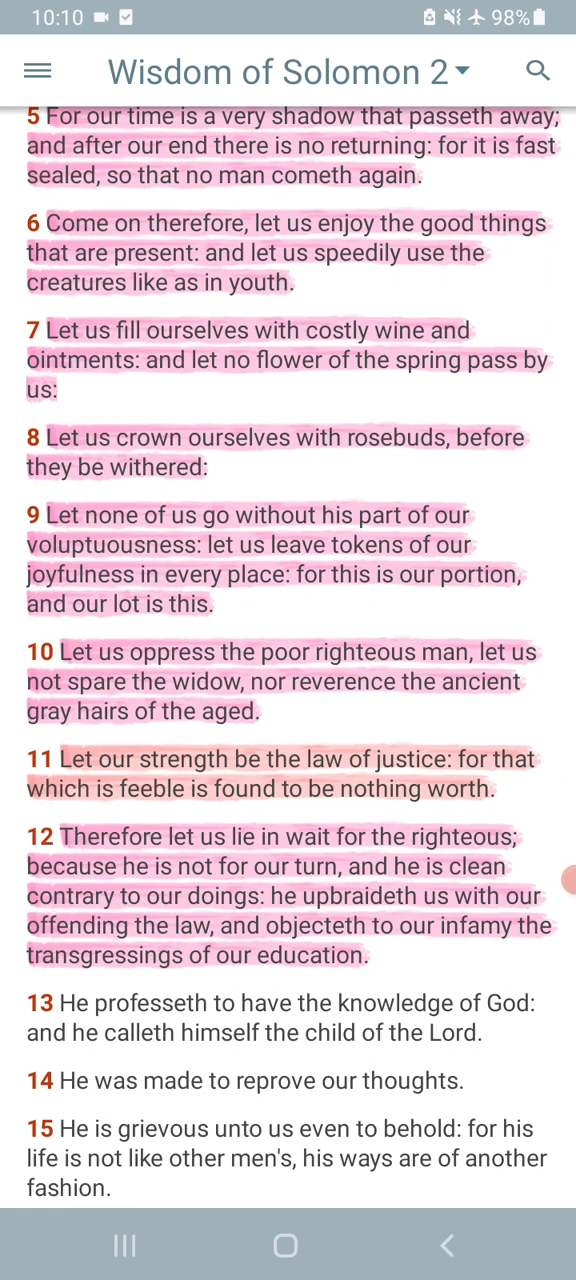 10:10
98%
Wisdom of Solomon 2
5 For our time is a very shadow that passeth away;
and after our end there is no returning: for it is fast
sealed, so that no man cometh again.
6 Come on therefore, let us enjoy the good things
that are present: and let us speedily use the
creatures like as in youth.
7 Let us fill ourselves with costly wine and
ointments: and let no flower of the spring pass by
us:
8 Let us crown ourselves with rosebuds, before
they be withered:
9 Let none of us go without his part of our
voluptuousness: let us leave tokens of our
joyfulness in every place: for this is our portion,
and our lot is this.
10 Let us oppress the poor righteous man, let us
not spare the widow, nor reverence the ancient
gray hairs of the aged.
11 Let our strength be the law of justice: for that
which is feeble is found to be nothing worth.
12 Therefore let us lie in wait for the righteous;
because he is not for our turn, and he is clean
contrary to our doings: he upbraideth us with our
offending the law, and objecteth to our infamy the
transgressings of our education.
13 He professeth to have the knowledge of God:
and he calleth himself the child of the Lord.
14 He was made to reprove our thoughts.
15 He is grievous unto us even to behold: for his
life is not like other men's, his ways are of another
fashion.